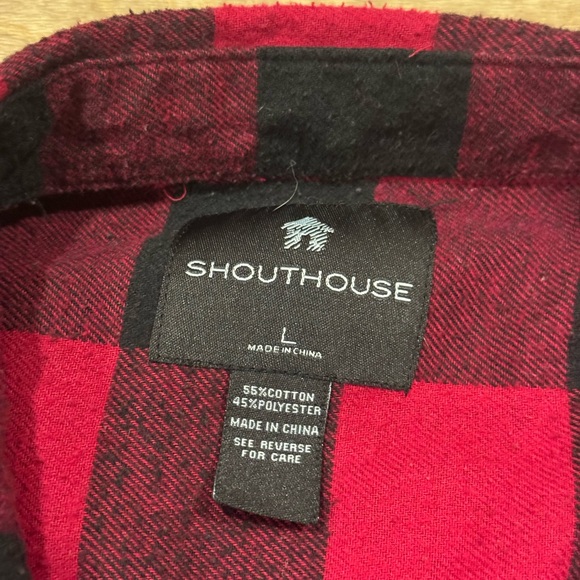 SHOUTHOUSE
L
MADE IN CHINA
55%COTTON
45%POLYESTER
MADE IN CHINA
SEE REVERSE
FOR CARE